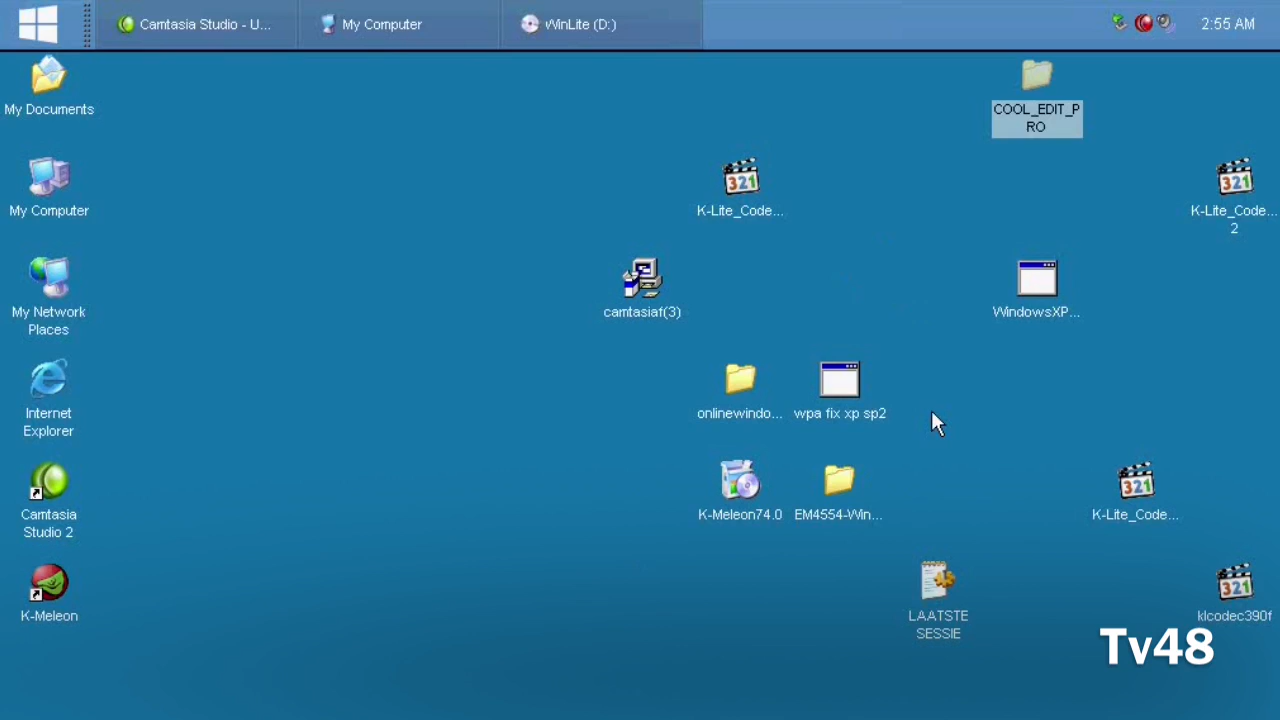 Camtasia Studio - U...
My Computer
WinLite (D:)
2:55 AM
My Documents
COOL_EDIT_P
RO
My Computer
K-Lite_Code...
K-Lite_Code...
2
My Network
Places
camtasiaf(3)
WindowsXP...
Internet
Explorer
onlinewindo...
wpa fix xp sp2
Camtasia
Studio 2
K-Meleon74.0
EM4554-Win...
K-Lite_Code...
K-Meleon
LAATSTE
SESSIE
klcodec390f
Tv48